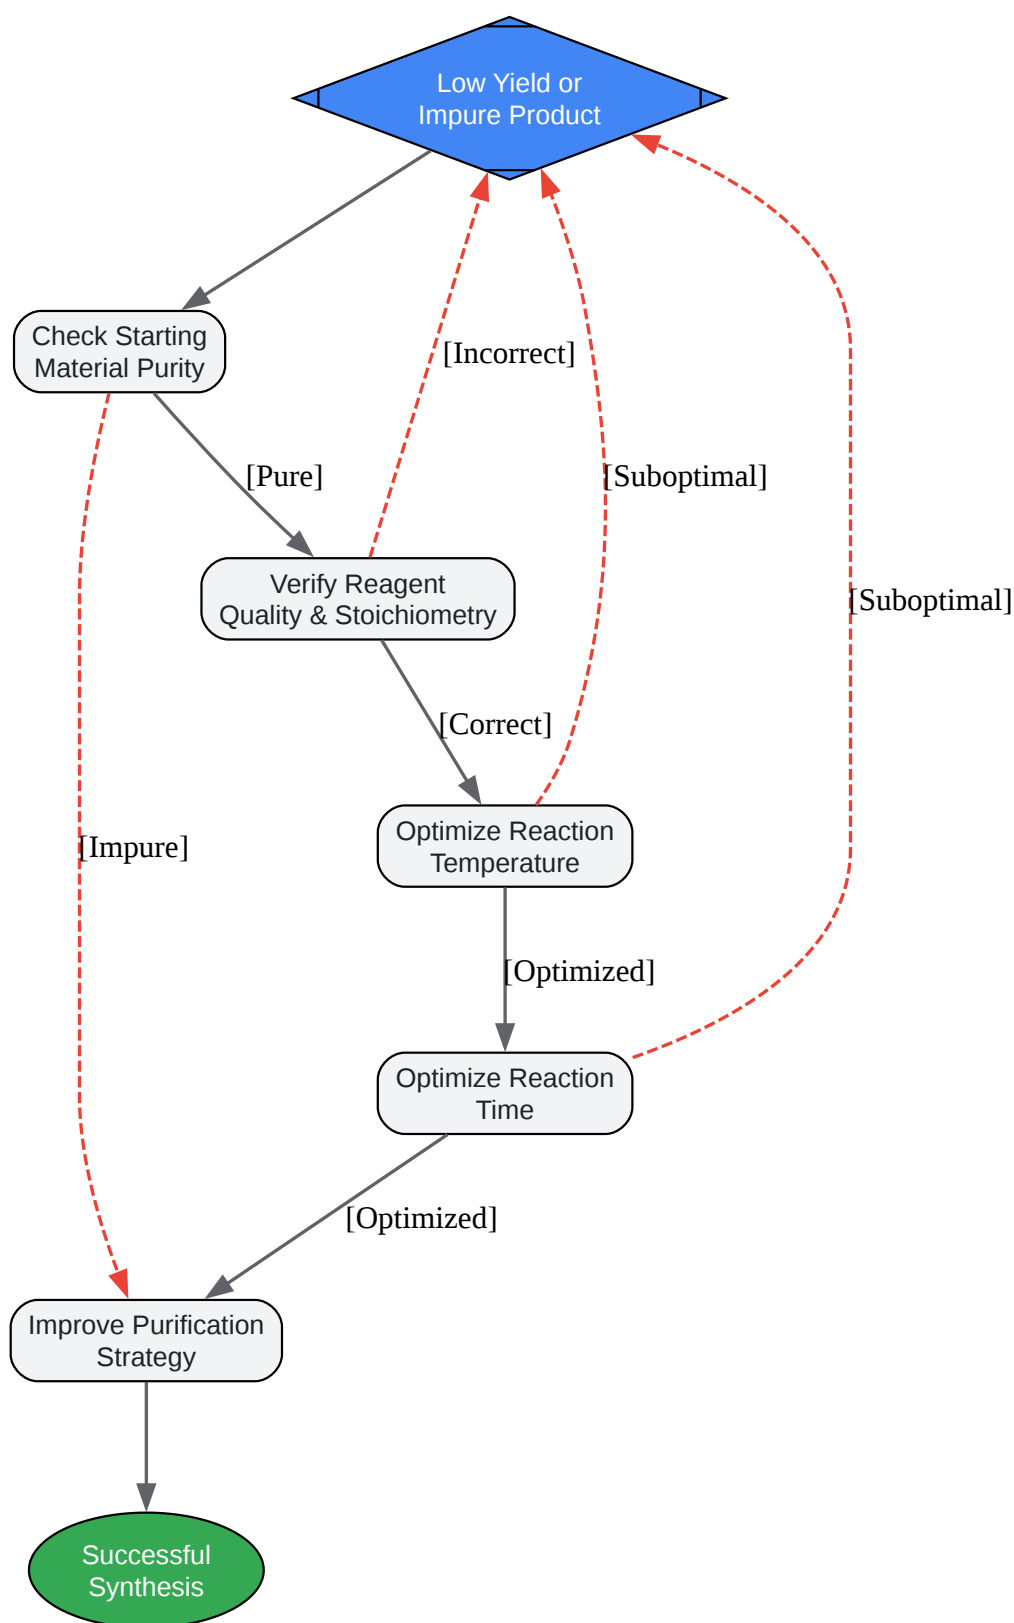 Low Yield or
Impure Product
Check Starting
Material Purity
[Incorrect]
[Pure]
[Suboptimal]
Verify Reagent
Quality & Stoichiometry
[Suboptimal]
[Correct]
Optimize Reaction
Temperature
[Impure]
[Optimized]
Optimize Reaction
Time
[Optimized]
Improve Purification
Strategy
Successful
Synthesis